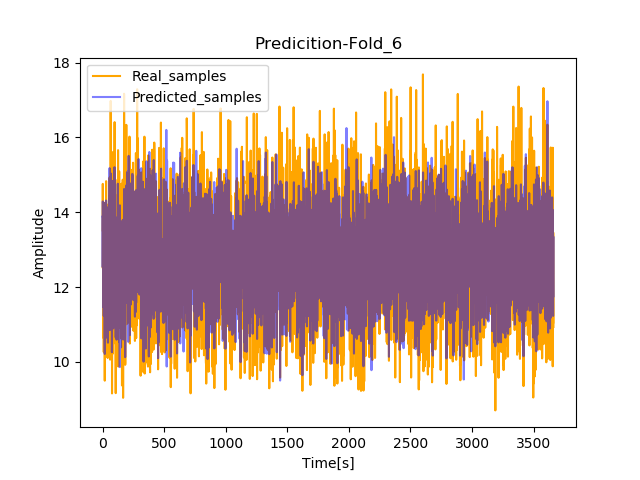 Predicition-Fold_6
Real_samples
Predicted_samples
18
16
14
12
10
Amplitude
0 500 1000 1500 2000 2500 3000 3500
Time[s]